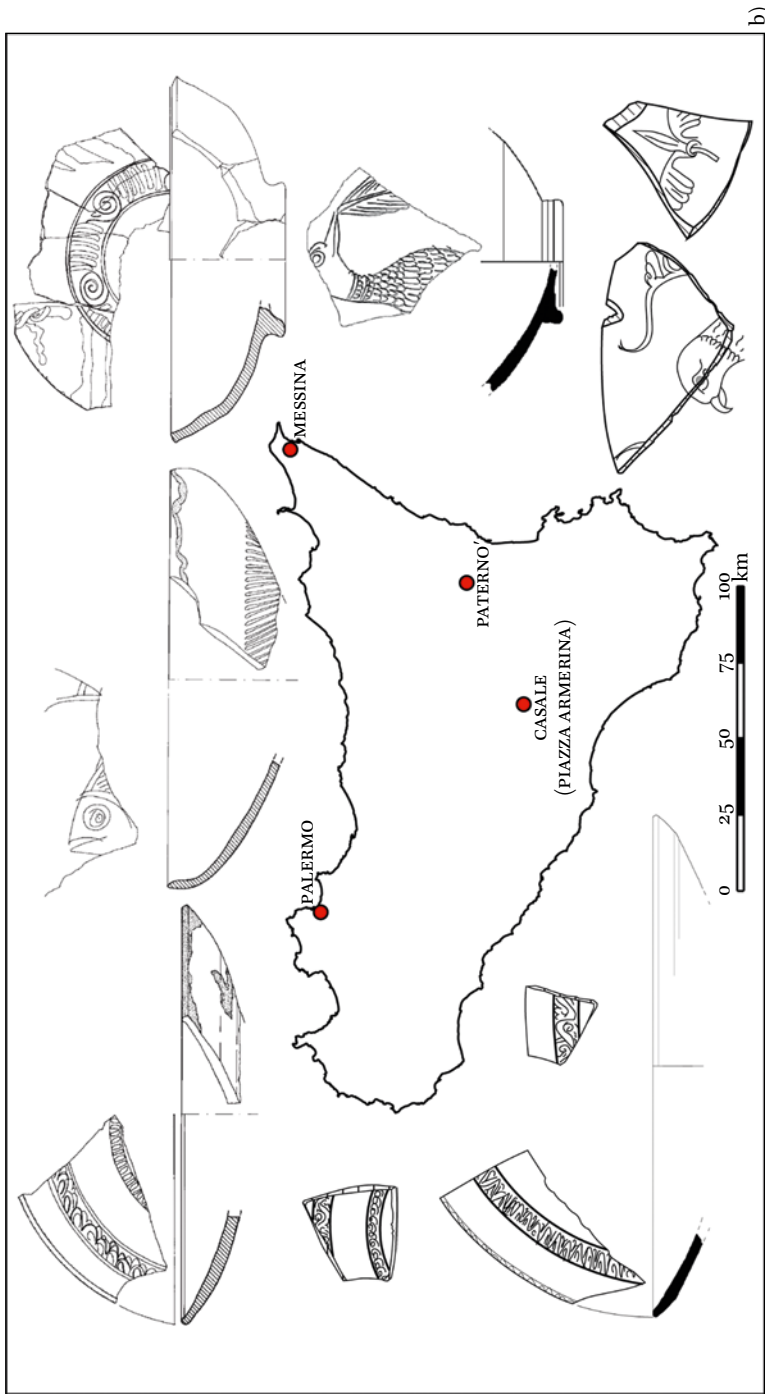 PALERMO
MESSINA
PATERNO'
CASALE
(PIAZZA ARMERINA)
0 25 50 75 100
km
b)